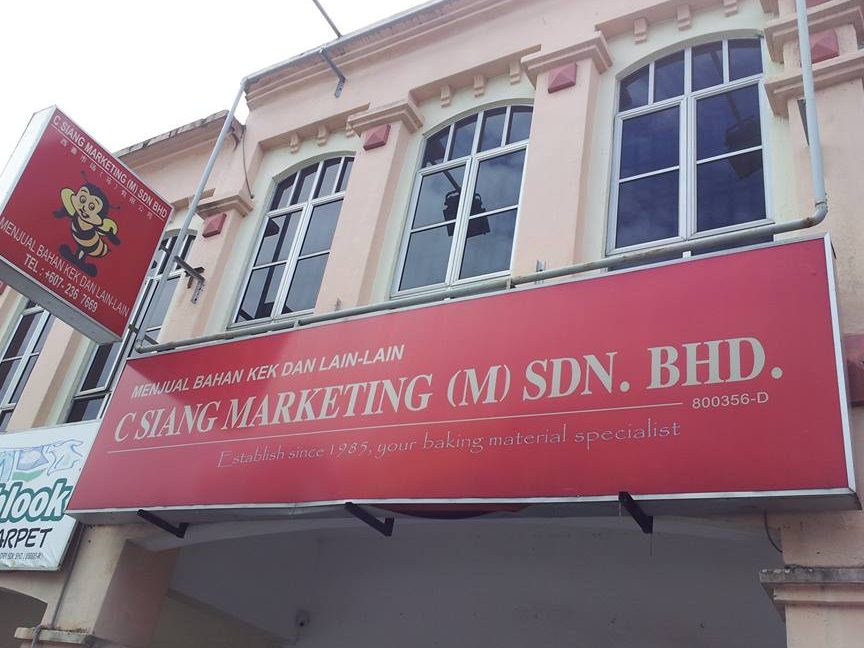 C SIANG MARKETING (M) SDN BHD
MENJUAL BAHAN KEK DAN LAIN-LAIN
TEL : +607- 236 7669
MENJUAL BAHAN KEK DAN LAIN-LAIN
C SIANG MARKETING (M) SDN. BHD.
800356-D
Establish since 1985, your baking material specialist
look
ARPET